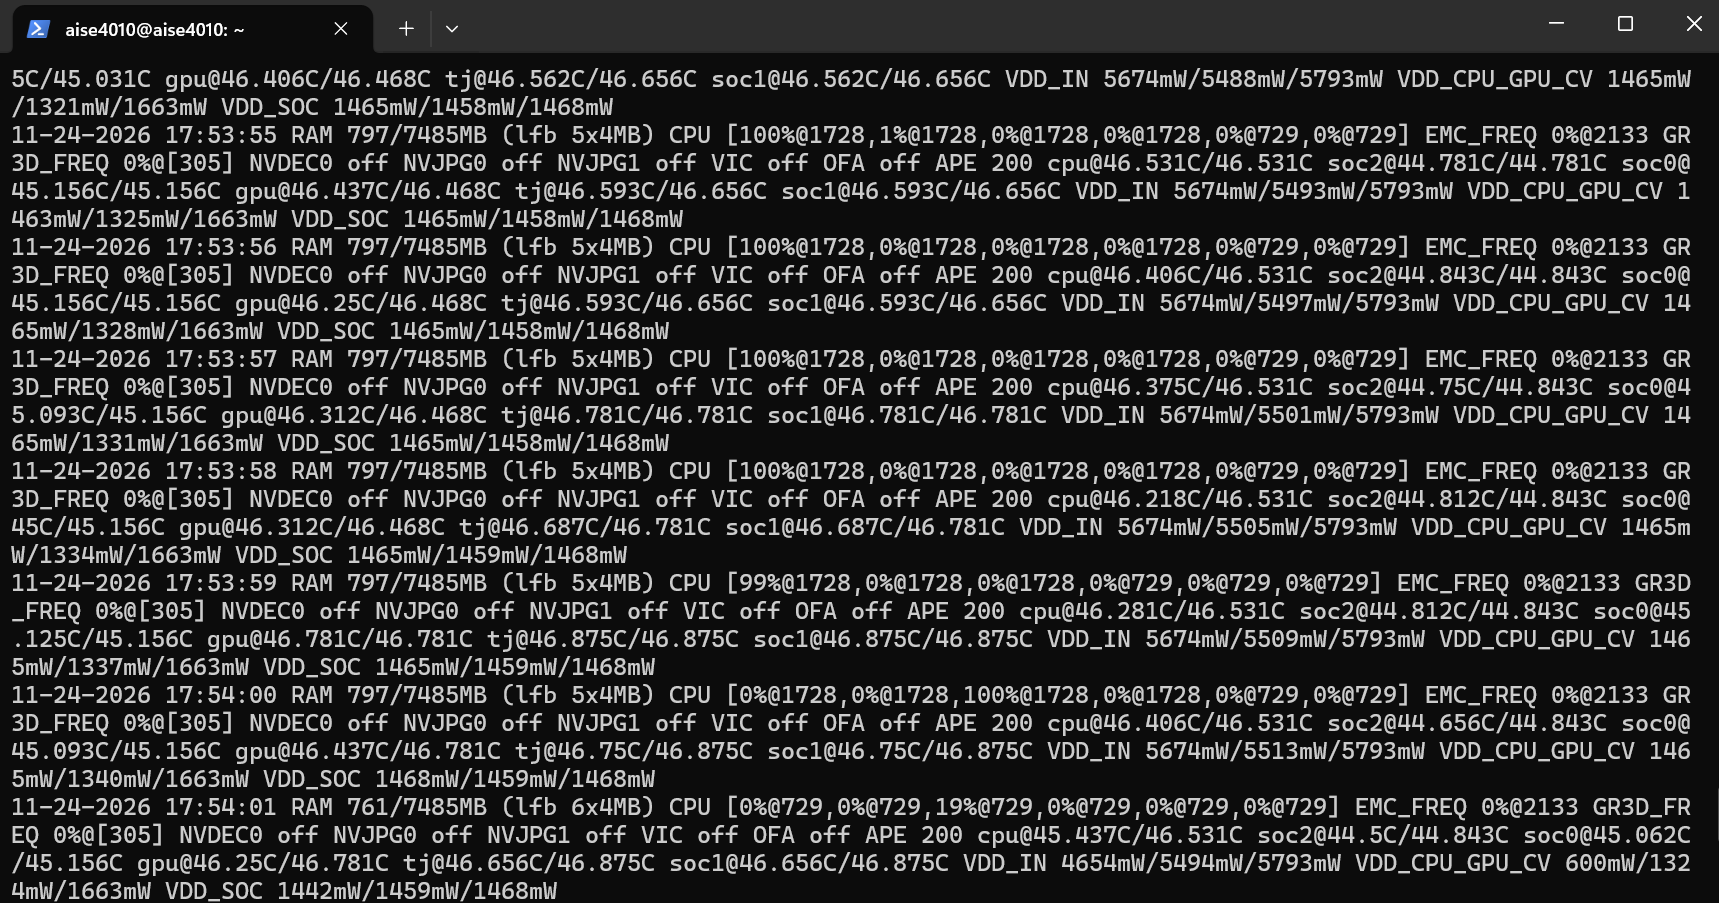 aise4010@aise4010: ~
5C/45.031C gpu@46.406C/46.468C tj@46.562C/46.656C soc1@46.562C/46.656C VDD_IN 5674mW/5488mW/5793mW VDD_CPU_GPU_CV 1465mW
/1321mW/1663mW VDD_SOC 1465mW/1458mW/1468mW
11-24-2026 17:53:55 RAM 797/7485MB (lfb 5x4MB) CPU [100%@1728,1%@1728,0%@1728,0%@1728,0%@729,0%@729] EMC_FREQ 0%@2133 GR
3D_FREQ 0%@[305] NVDEC0 off NVJPG0 off NVJPG1 off VIC off OFA off APE 200 cpu@46.531C/46.531C soc2@44.781C/44.781C soc0@
45.156C/45.156C gpu@46.437C/46.468C tj@46.593C/46.656C soc1@46.593C/46.656C VDD_IN 5674mW/5493mW/5793mW VDD_CPU_GPU_CV 1
463mW/1325mW/1663mW VDD_SOC 1465mW/1458mW/1468mW
11-24-2026 17:53:56 RAM 797/7485MB (lfb 5x4MB) CPU [100%@1728,0%@1728,0%@1728,0%@1728,0%@729,0%@729] EMC_FREQ 0%@2133 GR
3D_FREQ 0%@[305] NVDEC0 off NVJPG0 off NVJPG1 off VIC off OFA off APE 200 cpu@46.406C/46.531C soc2@44.843C/44.843C soc0@
45.156C/45.156C gpu@46.25C/46.468C tj@46.593C/46.656C soc1@46.593C/46.656C VDD_IN 5674mW/5497mW/5793mW VDD_CPU_GPU_CV 14
65mW/1328mW/1663mW VDD_SOC 1465mW/1458mW/1468mW
11-24-2026 17:53:57 RAM 797/7485MB (lfb 5x4MB) CPU [100%@1728,0%@1728,0%@1728,0%@1728,0%@729,0%@729] EMC_FREQ 0%@2133 GR
3D_FREQ 0%@[305] NVDEC0 off NVJPG0 off NVJPG1 off VIC off OFA off APE 200 cpu@46.375C/46.531C soc2@44.75C/44.843C soc0@4
5.093C/45.156C gpu@46.312C/46.468C tj@46.781C/46.781C soc1@46.781C/46.781C VDD_IN 5674mW/5501mW/5793mW VDD_CPU_GPU_CV 14
65mW/1331mW/1663mW VDD_SOC 1465mW/1458mW/1468mW
11-24-2026 17:53:58 RAM 797/7485MB (lfb 5x4MB) CPU [100%@1728,0%@1728,0%@1728,0%@1728,0%@729,0%@729] EMC_FREQ 0%@2133 GR
3D_FREQ 0%@[305] NVDEC0 off NVJPG0 off NVJPG1 off VIC off OFA off APE 200 cpu@46.218C/46.531C soc2@44.812C/44.843C soc0@
45C/45.156C gpu@46.312C/46.468C tj@46.687C/46.781C soc1@46.687C/46.781C VDD_IN 5674mW/5505mW/5793mW VDD_CPU_GPU_CV 1465m
W/1334mW/1663mW VDD_SOC 1465mW/1459mW/1468mW
11-24-2026 17:53:59 RAM 797/7485MB (lfb 5x4MB) CPU [99%@1728,0%@1728,0%@1728,0%@729,0%@729,0%@729] EMC_FREQ 0%@2133 GR3D
_FREQ 0%@[305] NVDEC0 off NVJPG0 off NVJPG1 off VIC off OFA off APE 200 cpu@46.281C/46.531C soc2@44.812C/44.843C soc0@45
.125C/45.156C gpu@46.781C/46.781C tj@46.875C/46.875C soc1@46.875C/46.875C VDD_IN 5674mW/5509mW/5793mW VDD_CPU_GPU_CV 146
5mW/1337mW/1663mW VDD_SOC 1465mW/1459mW/1468mW
11-24-2026 17:54:00 RAM 797/7485MB (lfb 5x4MB) CPU [0%@1728,0%@1728,100%@1728,0%@1728,0%@729,0%@729] EMC_FREQ 0%@2133 GR
3D_FREQ 0%@[305] NVDEC0 off NVJPG0 off NVJPG1 off VIC off OFA off APE 200 cpu@46.406C/46.531C soc2@44.656C/44.843C soc0@
45.093C/45.156C gpu@46.437C/46.781C tj@46.75C/46.875C soc1@46.75C/46.875C VDD_IN 5674mW/5513mW/5793mW VDD_CPU_GPU_CV 146
5mW/1340mW/1663mW VDD_SOC 1468mW/1459mW/1468mW
11-24-2026 17:54:01 RAM 761/7485MB (lfb 6x4MB) CPU [0%@729,0%@729,19%@729,0%@729,0%@729,0%@729] EMC_FREQ 0%@2133 GR3D_FR
EQ 0%@[305] NVDEC0 off NVJPG0 off NVJPG1 off VIC off OFA off APE 200 cpu@45.437C/46.531C soc2@44.5C/44.843C soc0@45.062C
/45.156C gpu@46.25C/46.781C tj@46.656C/46.875C soc1@46.656C/46.875C VDD_IN 4654mW/5494mW/5793mW VDD_CPU_GPU_CV 600mW/132
4mW/1663mW VDD_SOC 1442mW/1459mW/1468mW